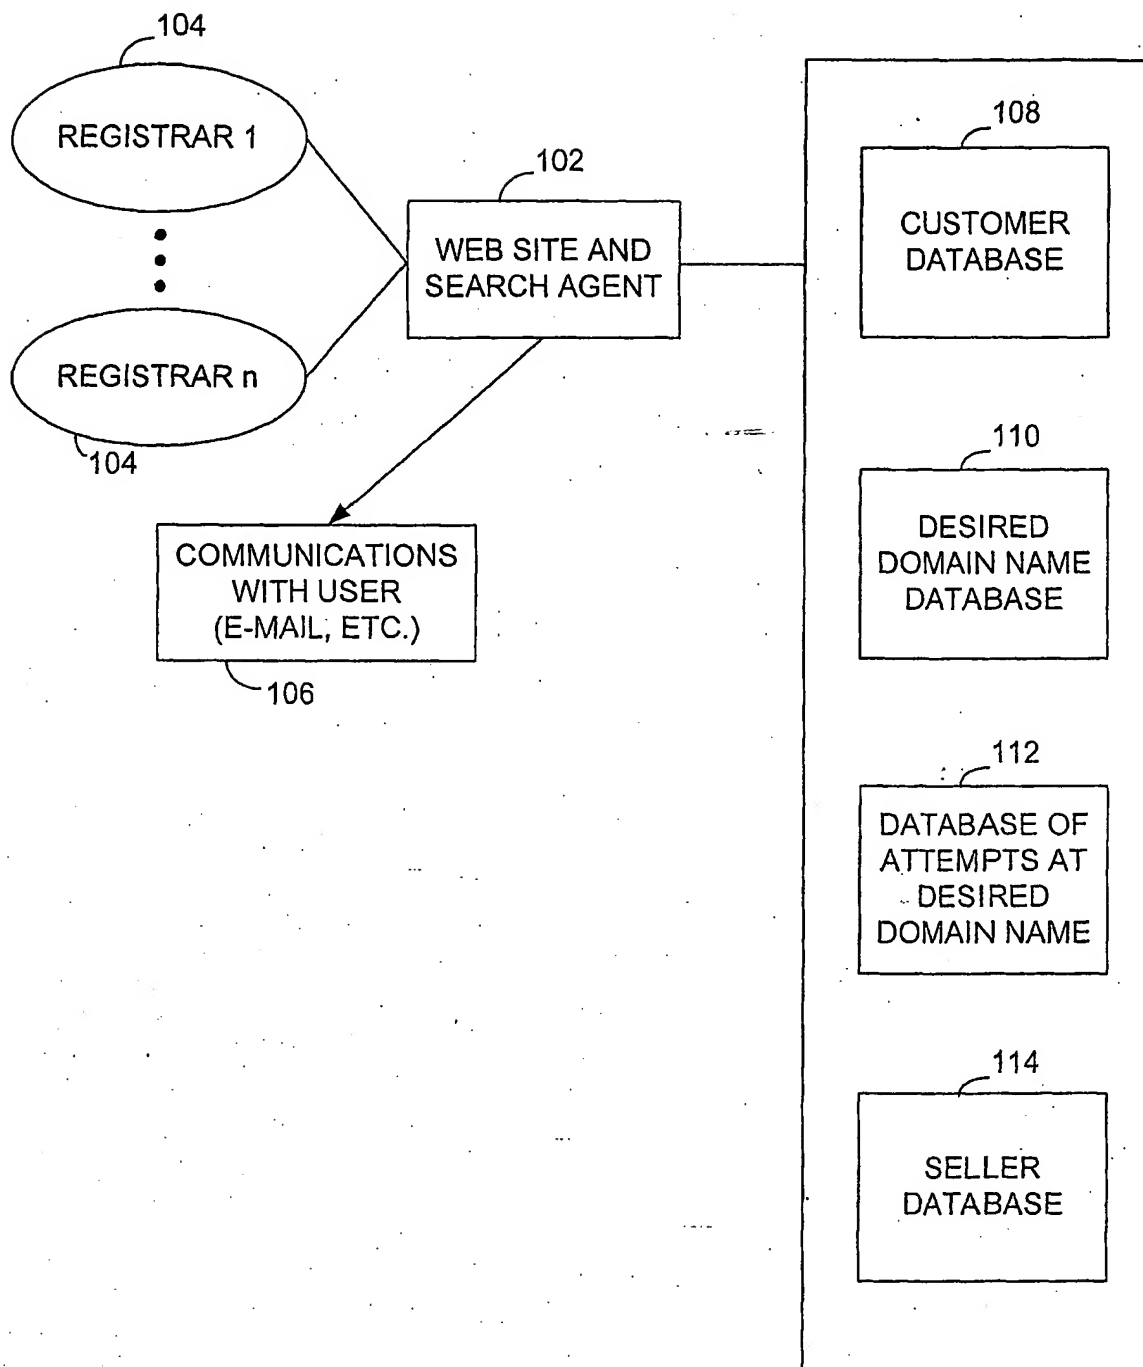 104
REGISTRAR 1
REGISTRAR n
104
102
WEB SITE AND
SEARCH AGENT
COMMUNICATIONS
WITH USER
(E-MAIL, ETC.)
106
108
CUSTOMER
DATABASE
110
DESIRED
DOMAIN NAME
DATABASE
112
DATABASE OF
ATTEMPTS AT
DESIRED
DOMAIN NAME
114
SELLER
DATABASE